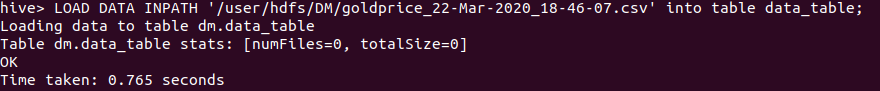 hive> LOAD DATA INPATH '/user/hdfs/DM/goldprice_22-Mar-2020_18-46-07.csv' into table data_table;
Loading data to table dm.data_table
Table dm.data_table stats: [numFiles=0, totalSize=0]
OK
Time taken: 0.765 seconds